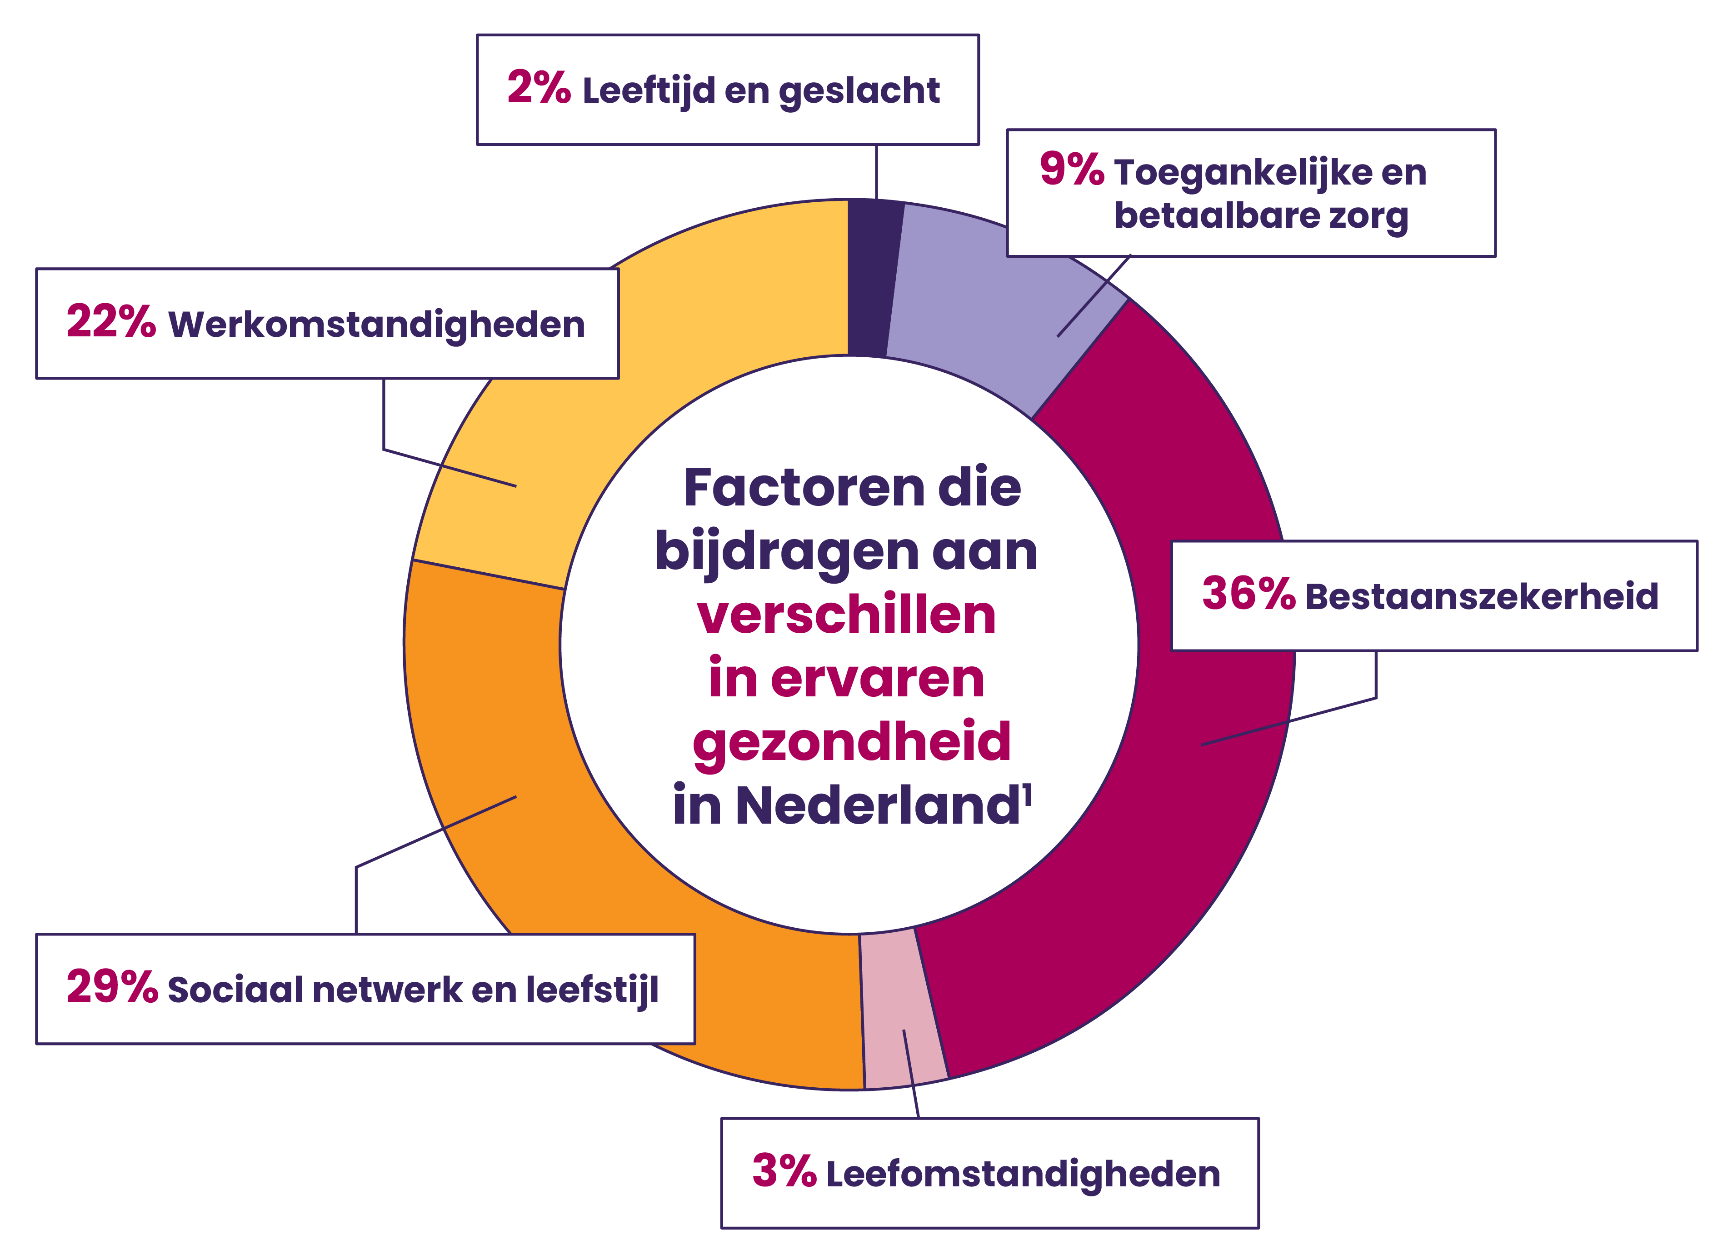 2% Leeftijd en geslacht
9% Toegankelijke en
betaalbare zorg
22% Werkomstandigheden
Factoren die
bijdragen aan
verschillen
in ervaren
gezondheid
in Nederland¹
36% Bestaanszekerheid
29% Sociaal netwerk en leefstijl
3% Leefomstandigheden